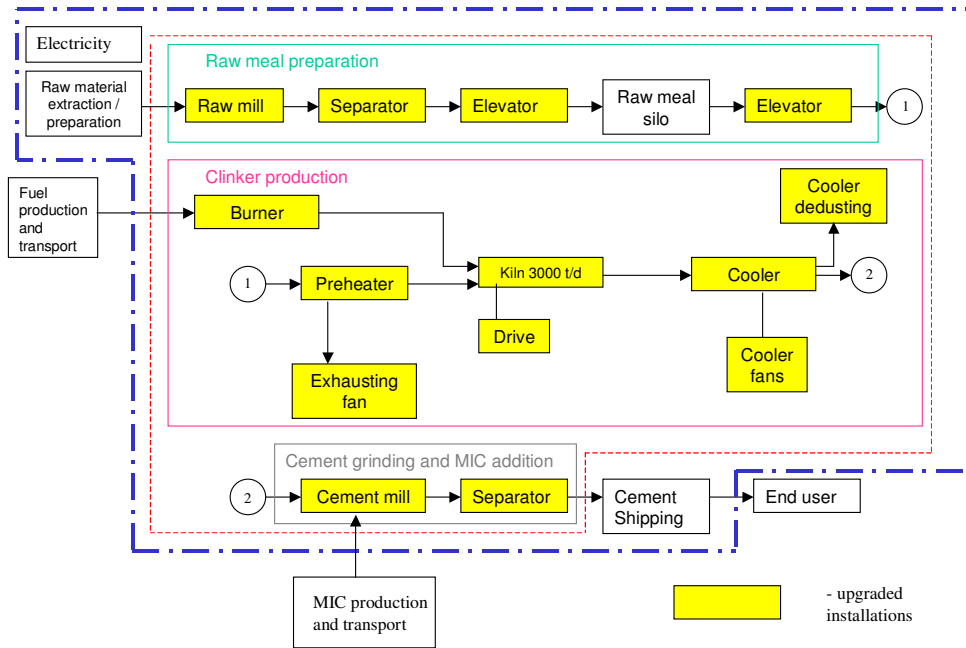 Electricity
Raw meal preparation
Raw material
extraction /
preparation
Raw mill
Separator
Elevator
Raw meal
silo
Elevator
1
Clinker production
Fuel
production
and
transport
Burner
Cooler
dedusting
1
Preheater
Kiln 3000 t/d
Cooler
2
Drive
Exhausting
fan
Cooler
fans
Cement grinding and MIC addition
2
Cement mill
Separator
Cement
Shipping
End user
MIC production
and transport
- upgraded
installations